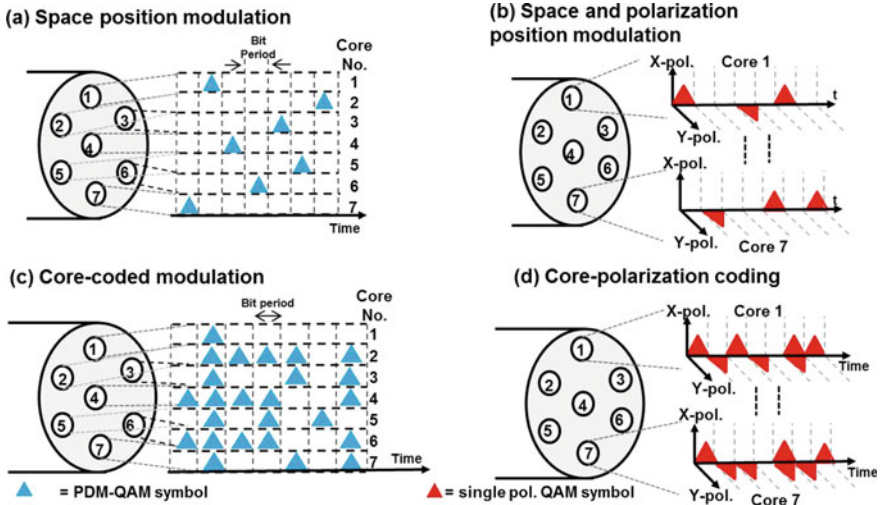 (a) Space position modulation
Bit
Period
Core
No.
1
2
3
4
5
6
7
1
2
3
4
5
6
7
Time
(b) Space and polarization
position modulation
X-pol.
Core 1
t
Y-pol.
1
2
3
4
5
6
7
X-pol.
t
Y-pol.
Core 7
(c) Core-coded modulation
Bit period
Core
No.
1
2
3
4
5
6
7
1
2
3
4
5
6
7
Time
= PDM-QAM symbol
(d) Core-polarization coding
X-pol.
Core 1
Time
Y-pol.
1
2
3
4
5
6
7
X-pol.
Time
Y-pol.
Core 7
= single pol. QAM symbol